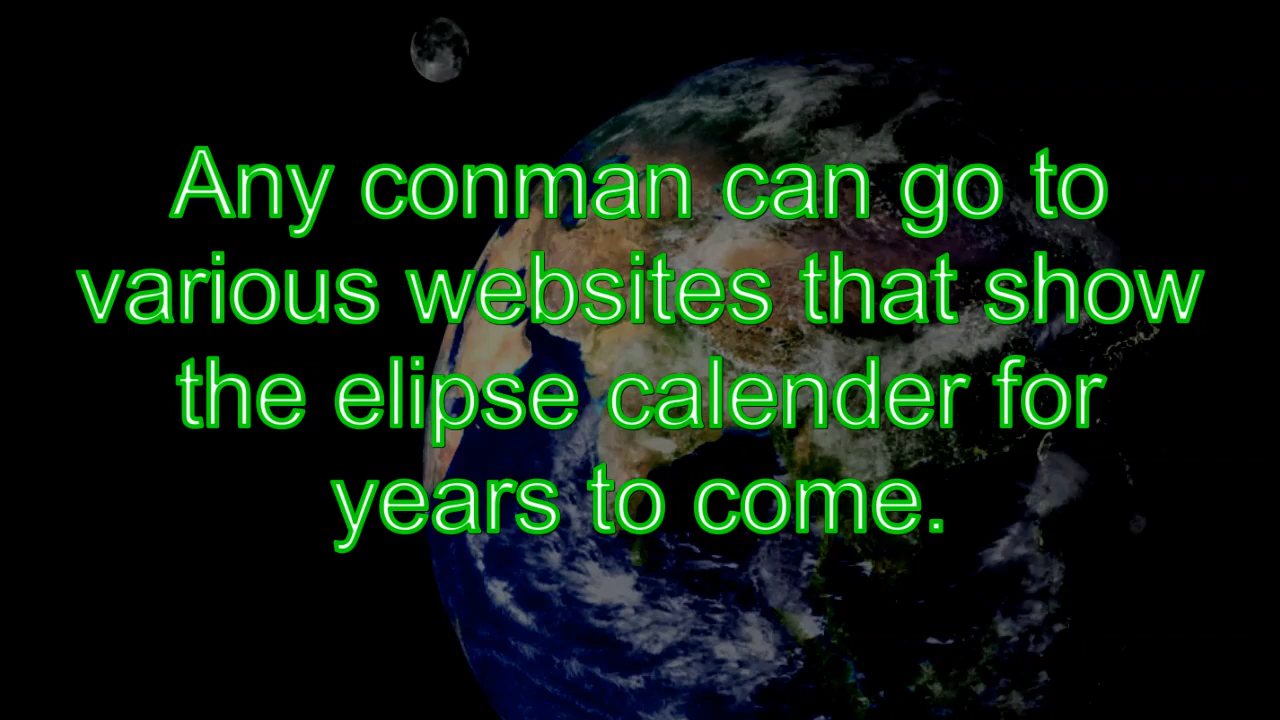 Any conman can go to
various websites that show
the elipse calender for
years to come.